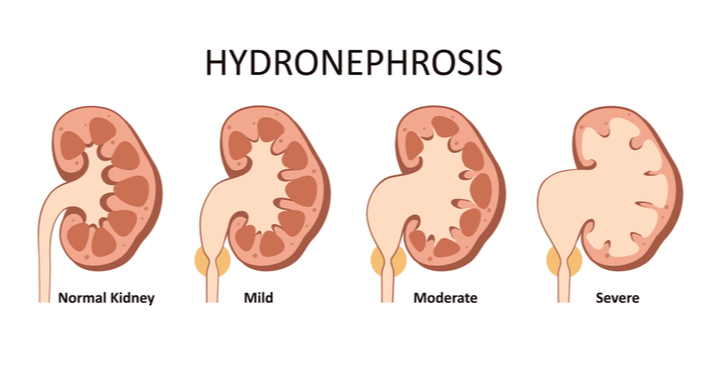 HYDRONEPHROSIS
Normal Kidney
Mild
Moderate
Severe